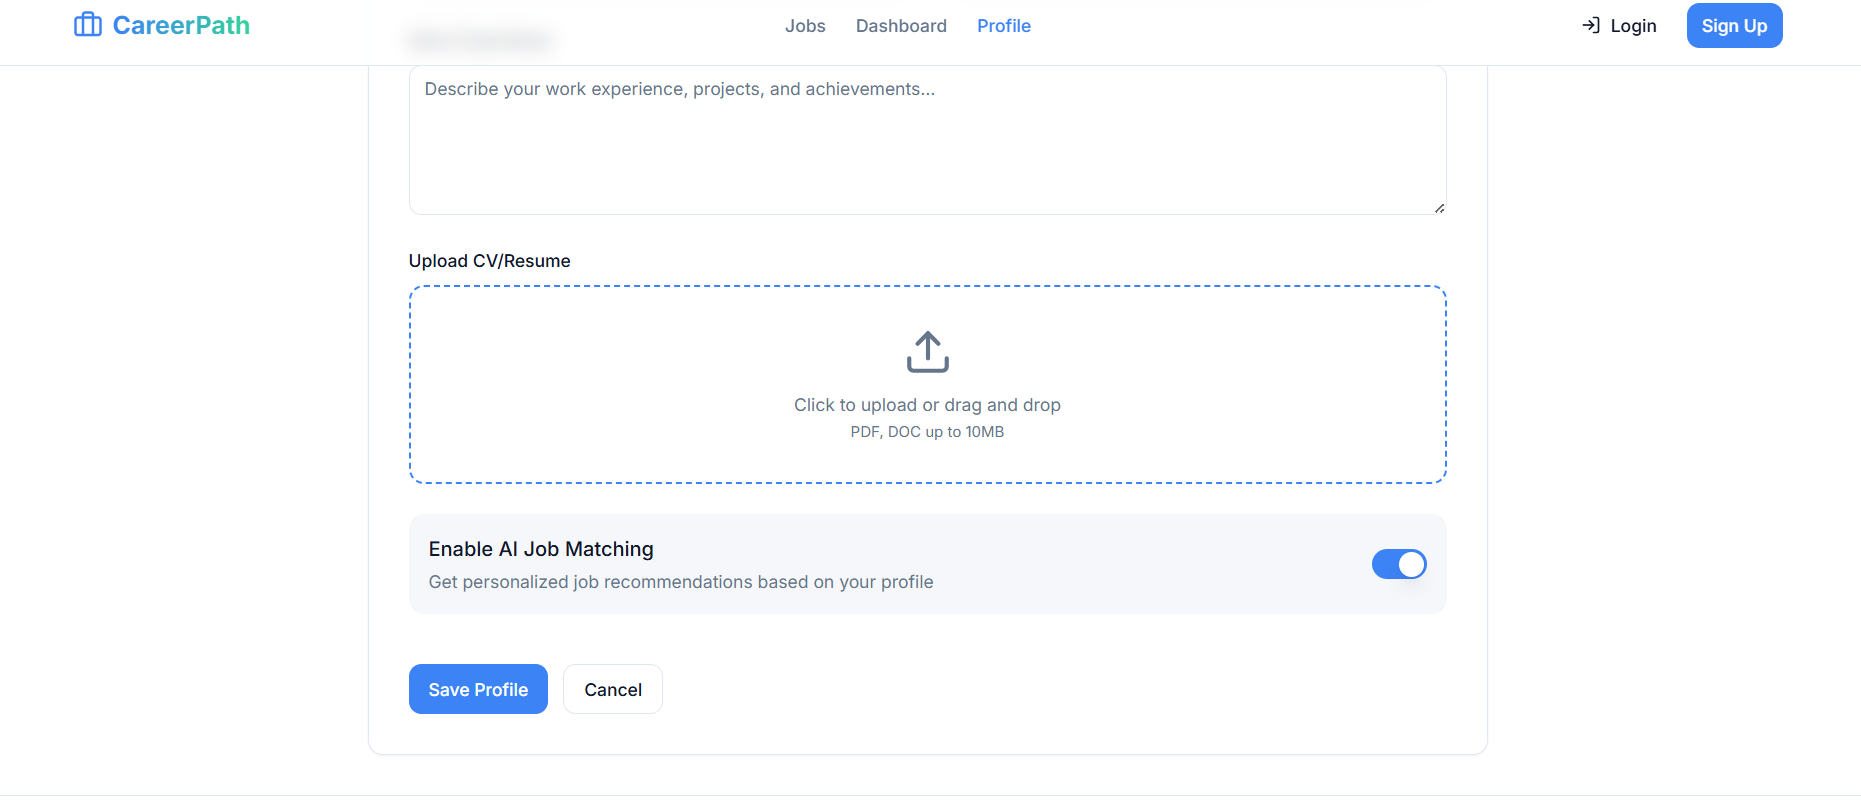 CareerPath
Jobs Dashboard Profile
Login
Sign Up
Describe your work experience, projects, and achievements...
Upload CV/Resume
Click to upload or drag and drop
PDF, DOC up to 10MB
Enable AI Job Matching
Get personalized job recommendations based on your profile
Save Profile Cancel